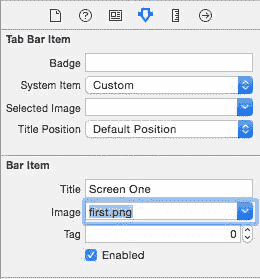 Tab Bar Item
Badge
System Item Custom
Selected Image
Title Position Default Position
Bar Item
Title Screen One
Image first.png
Tag 0
Enabled